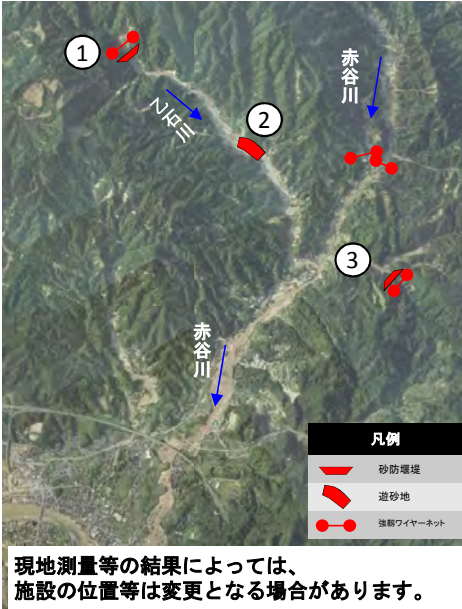 ①
赤谷川
乙石川
②
③
赤谷川
凡例
砂防堰堤
遊砂地
強靱ワイヤーネット
現地測量等の結果によっては、
施設の位置等は変更となる場合があります。